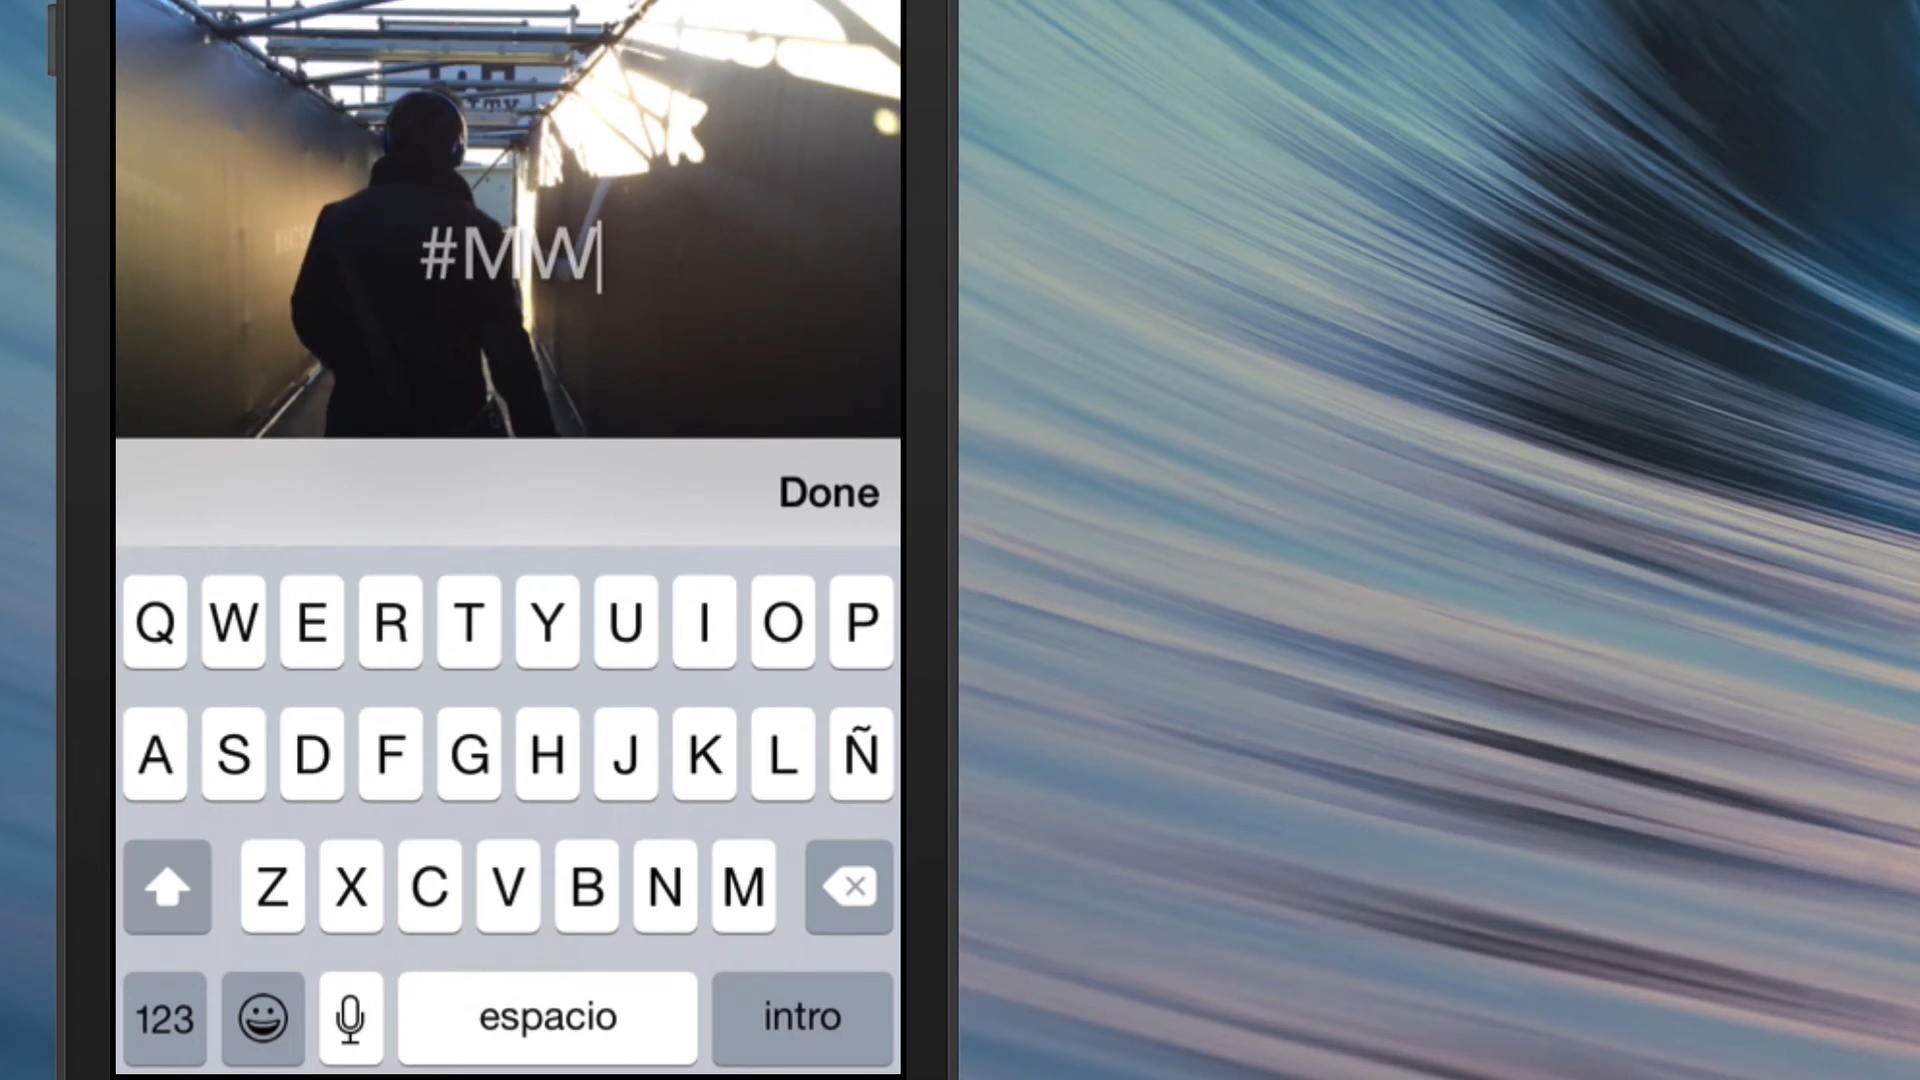 #MW
Done
Q W E R T Y U I O P
A S D F G H J K L Ñ
Z X C V B N M
123 espacio intro